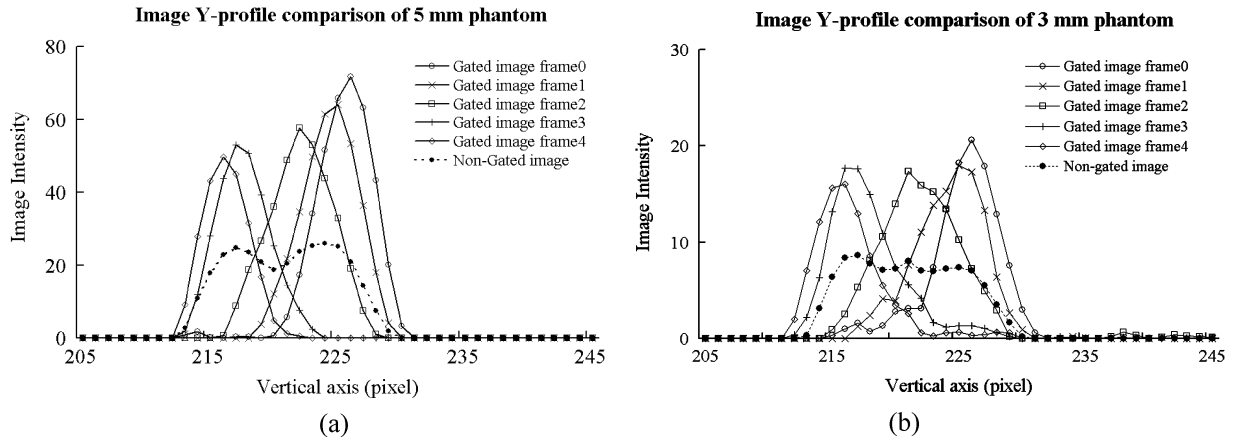 Image Y-profile comparison of 5 mm phantom
80
60
40
20
0
Image Intensity
205
215
225
235
245
Vertical axis (pixel)
Gated image frame0
Gated image frame1
Gated image frame2
Gated image frame3
Gated image frame4
Non-Gated image
(a)
Image Y-profile comparison of 3 mm phantom
30
20
10
0
Image Intensity
205
215
225
235
245
Vertical axis (pixel)
Gated image frame0
Gated image frame1
Gated image frame2
Gated image frame3
Gated image frame4
Non-gated image
(b)